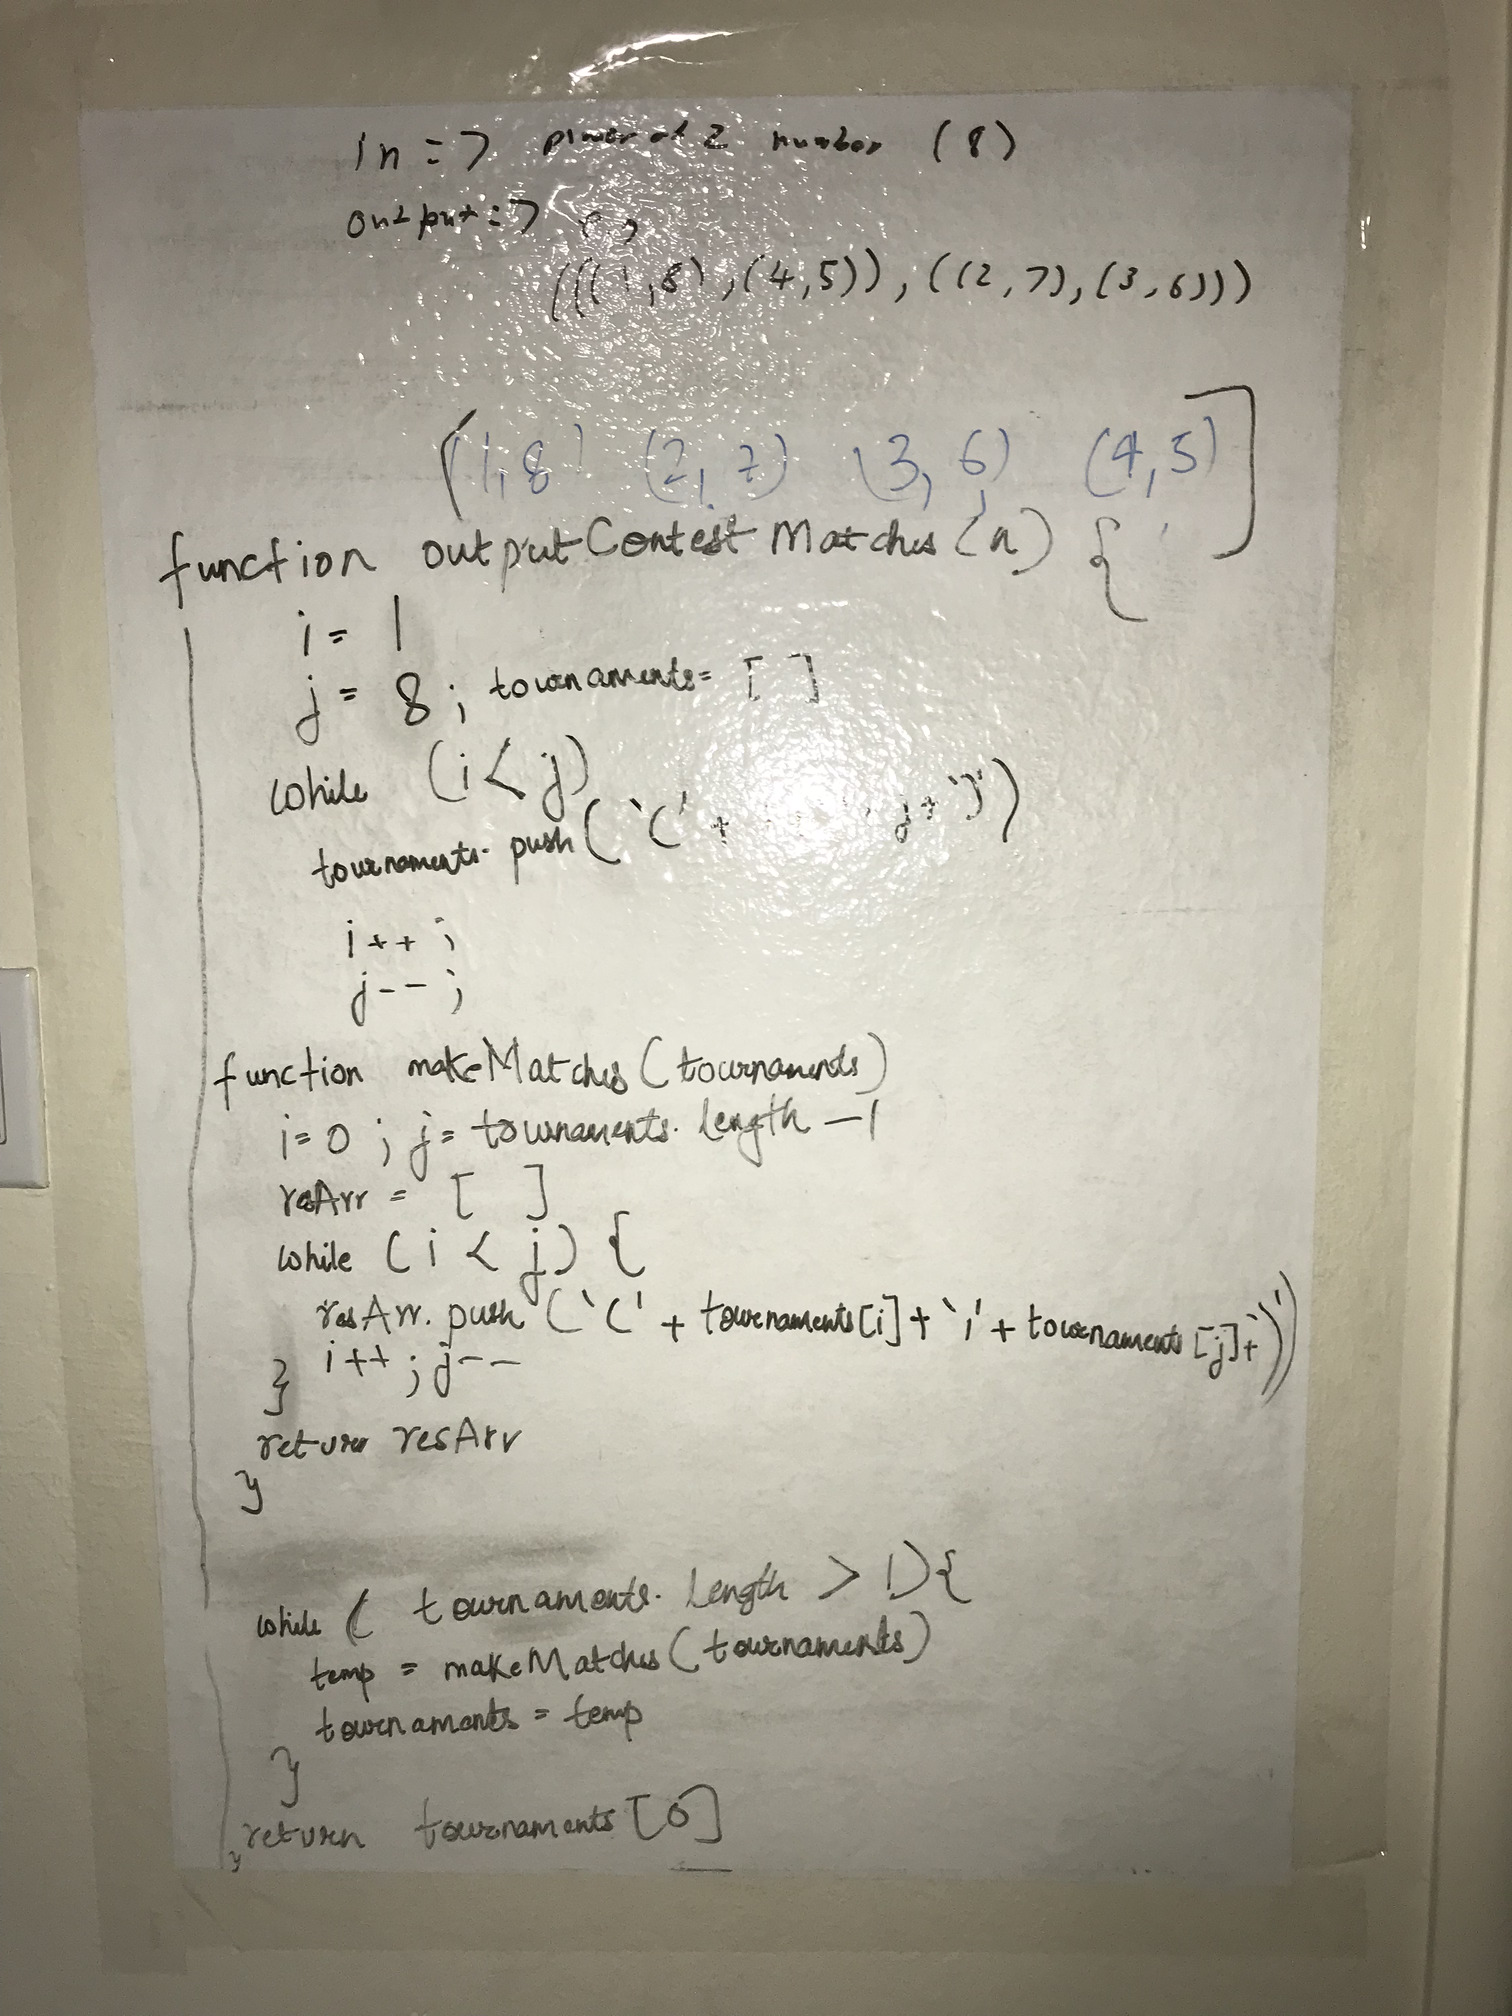 in => power of 2 number (8)
output =>
(((1,8),(4,5)),((2,7),(3,6)))
[(1,8) (2,7) (3,6) (4,5)]
function outputContestMatches (n) {
i = 1
j = 8; tournaments = [ ]
while (i < j)
tournaments.push (`(' + j + `)')
i++;
j--;
function makeMatches (tournaments)
i=0; j= tournaments.length -1
resArr = [ ]
while (i < j) {
resArr.push (`(' + tournaments[i] + `,' + tournaments[j]+`)')
} i++; j--
return resArr
}
while ( tournaments.length > 1) {
temp = makeMatches (tournaments)
tournaments = temp
}
return tournaments [0]
}